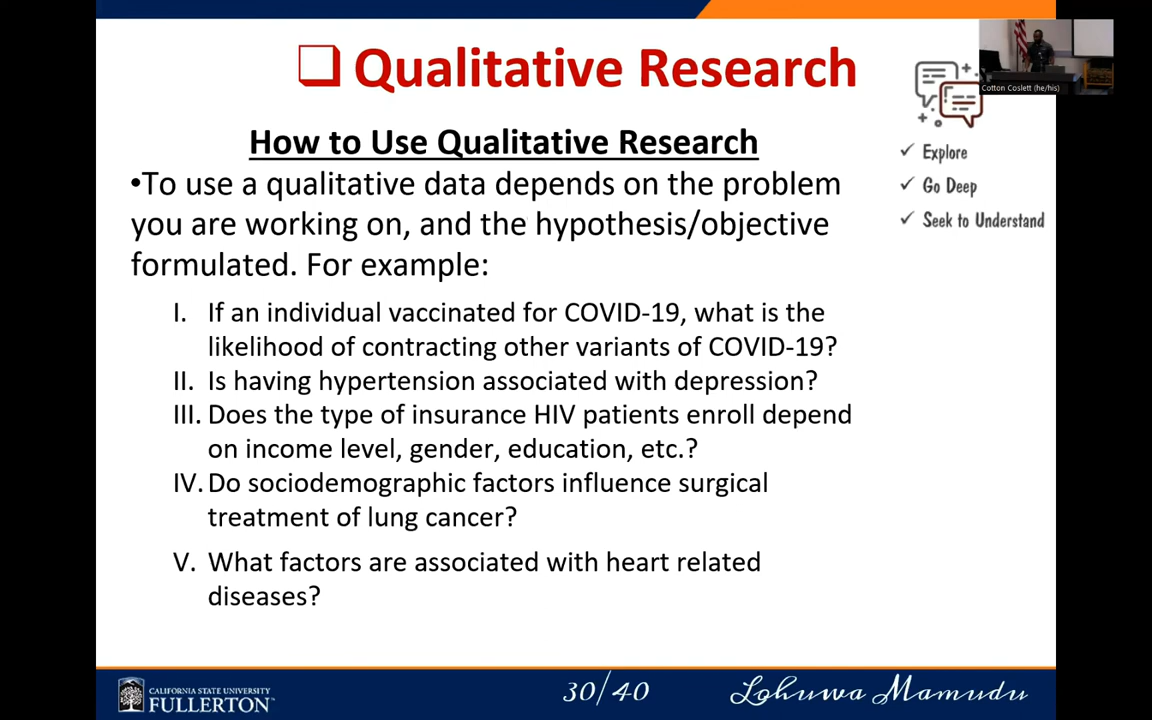 ❑ Qualitative Research
Cotton Coslett (he/his)
How to Use Qualitative Research
✓ Explore
✓ Go Deep
✓ Seek to Understand
•To use a qualitative data depends on the problem
you are working on, and the hypothesis/objective
formulated. For example:
I. If an individual vaccinated for COVID-19, what is the
likelihood of contracting other variants of COVID-19?
II. Is having hypertension associated with depression?
III. Does the type of insurance HIV patients enroll depend
on income level, gender, education, etc.?
IV. Do sociodemographic factors influence surgical
treatment of lung cancer?
V. What factors are associated with heart related
diseases?
CALIFORNIA STATE UNIVERSITY
FULLERTON™
30/40
Lohuwa Mamudu